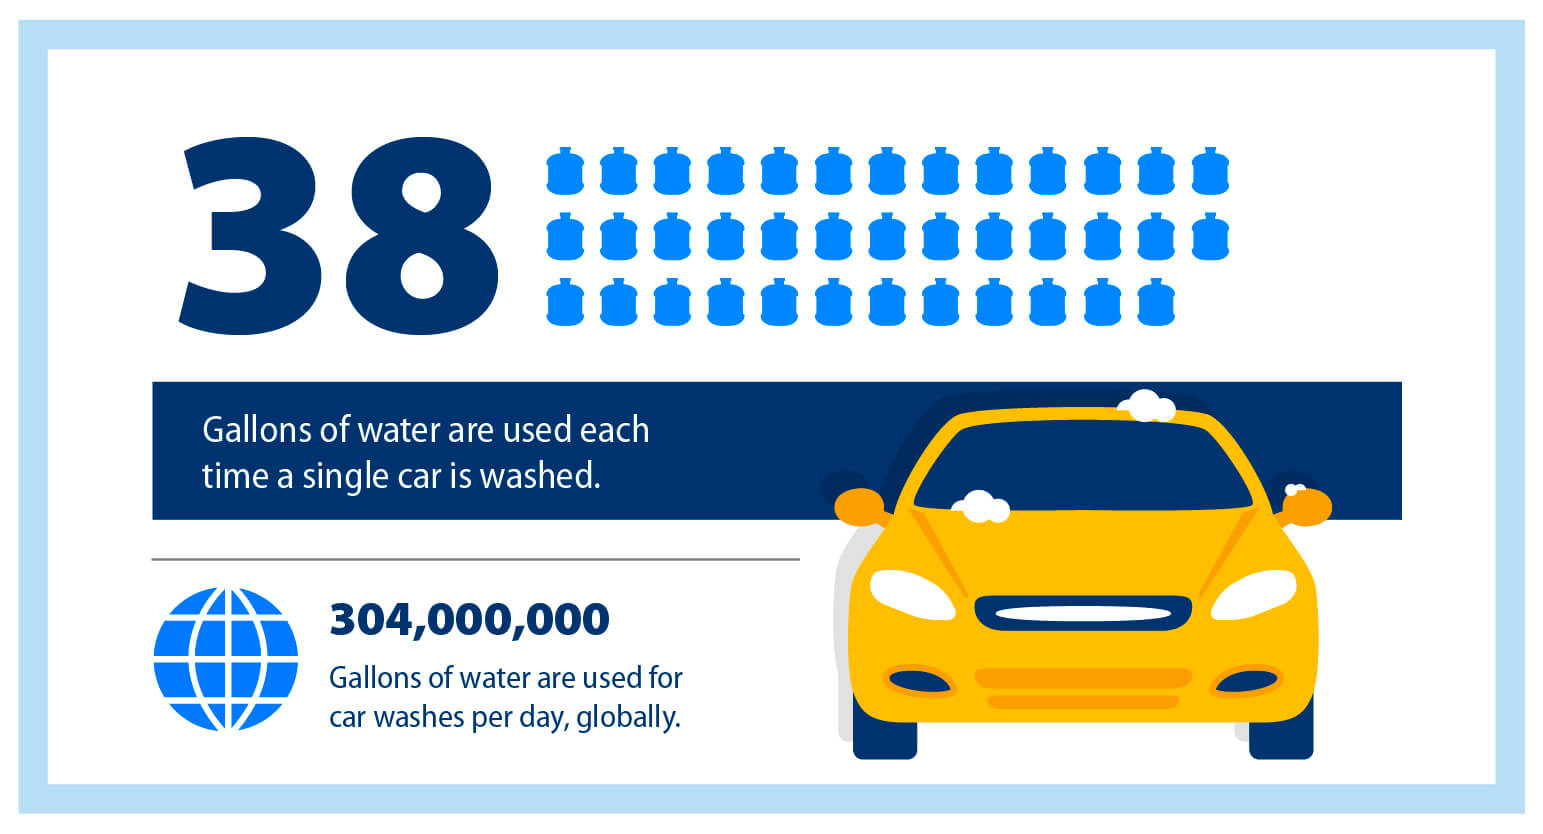 38
Gallons of water are used each
time a single car is washed.
304,000,000
Gallons of water are used for
car washes per day, globally.